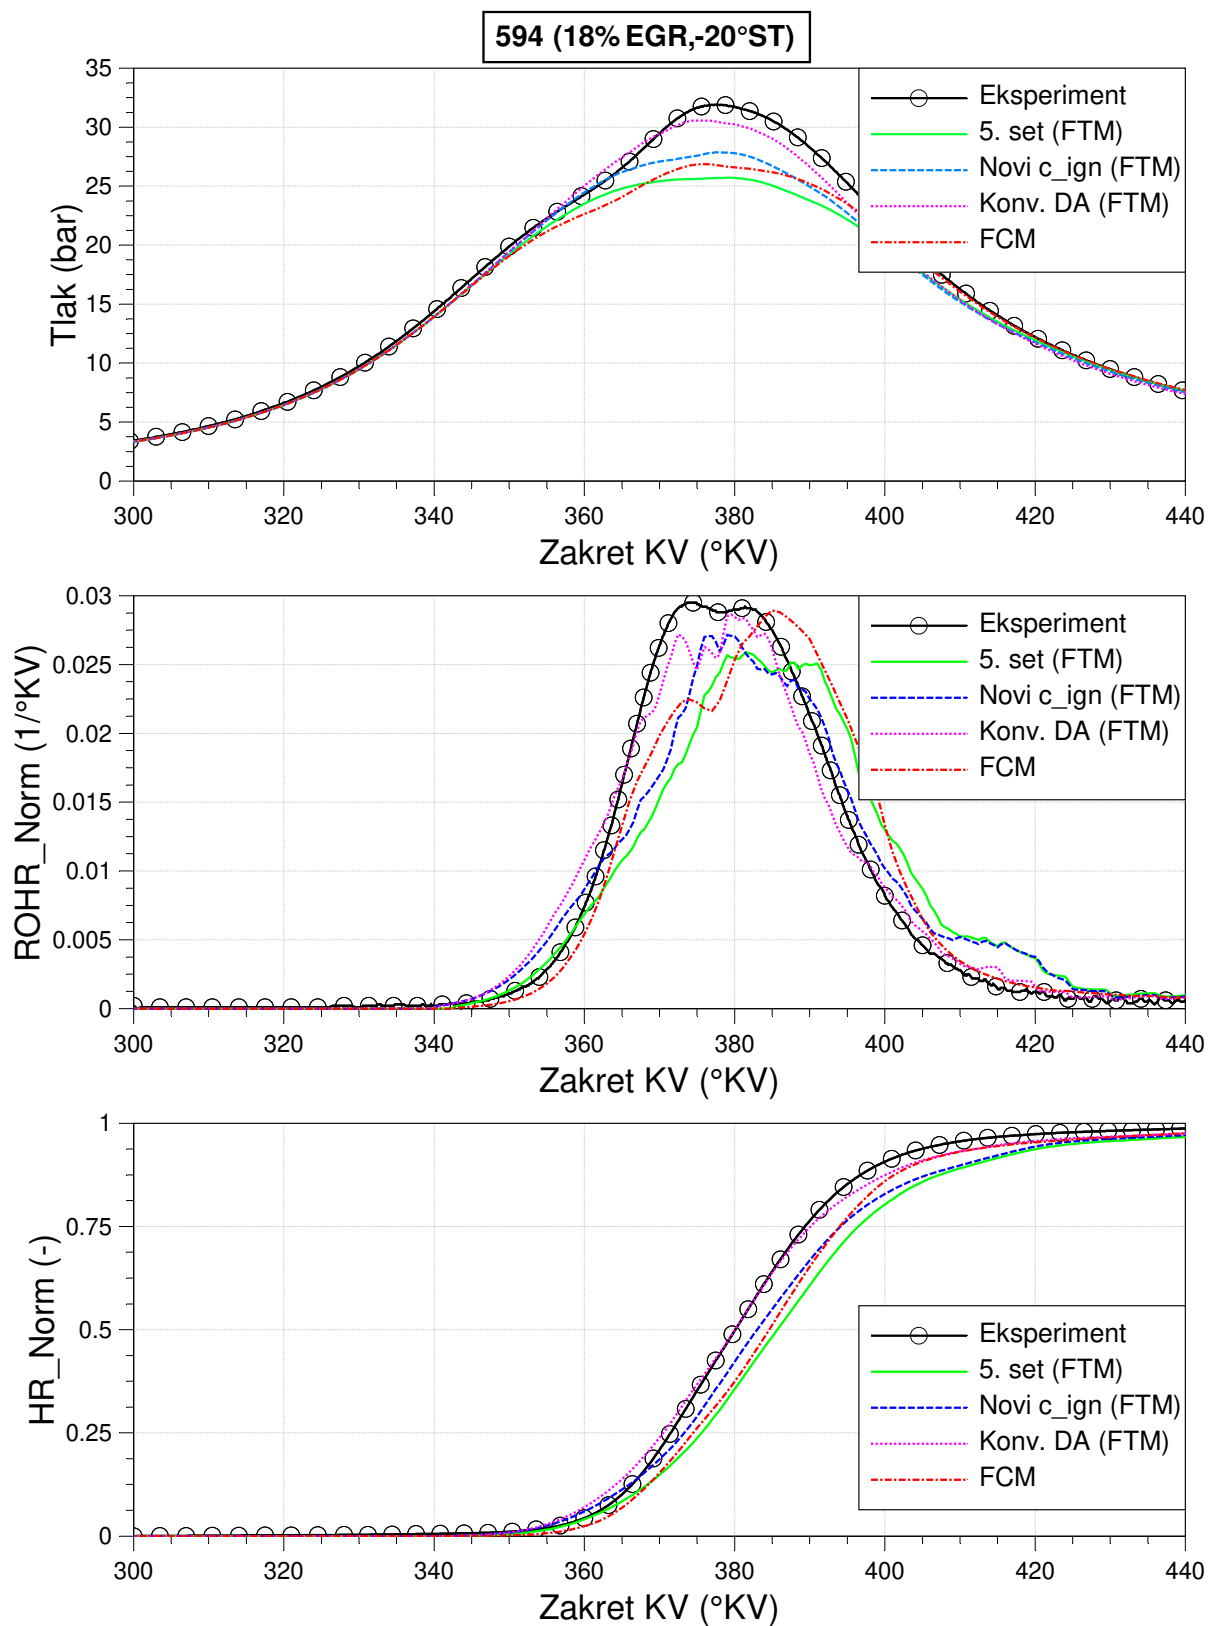 594 (18% EGR,-20°ST)
35
30
25
20
15
10
5
0
Tlak (bar)
Eksperiment
5. set (FTM)
Novi c_ign (FTM)
Konv. DA (FTM)
FCM
300 320 340 360 380 400 420 440
Zakret KV (°KV)
0.03
0.025
0.02
0.015
0.01
0.005
0
ROHR_Norm (1/°KV)
Eksperiment
5. set (FTM)
Novi c_ign (FTM)
Konv. DA (FTM)
FCM
300 320 340 360 380 400 420 440
Zakret KV (°KV)
1
0.75
0.5
0.25
0
HR_Norm (-)
Eksperiment
5. set (FTM)
Novi c_ign (FTM)
Konv. DA (FTM)
FCM
300 320 340 360 380 400 420 440
Zakret KV (°KV)